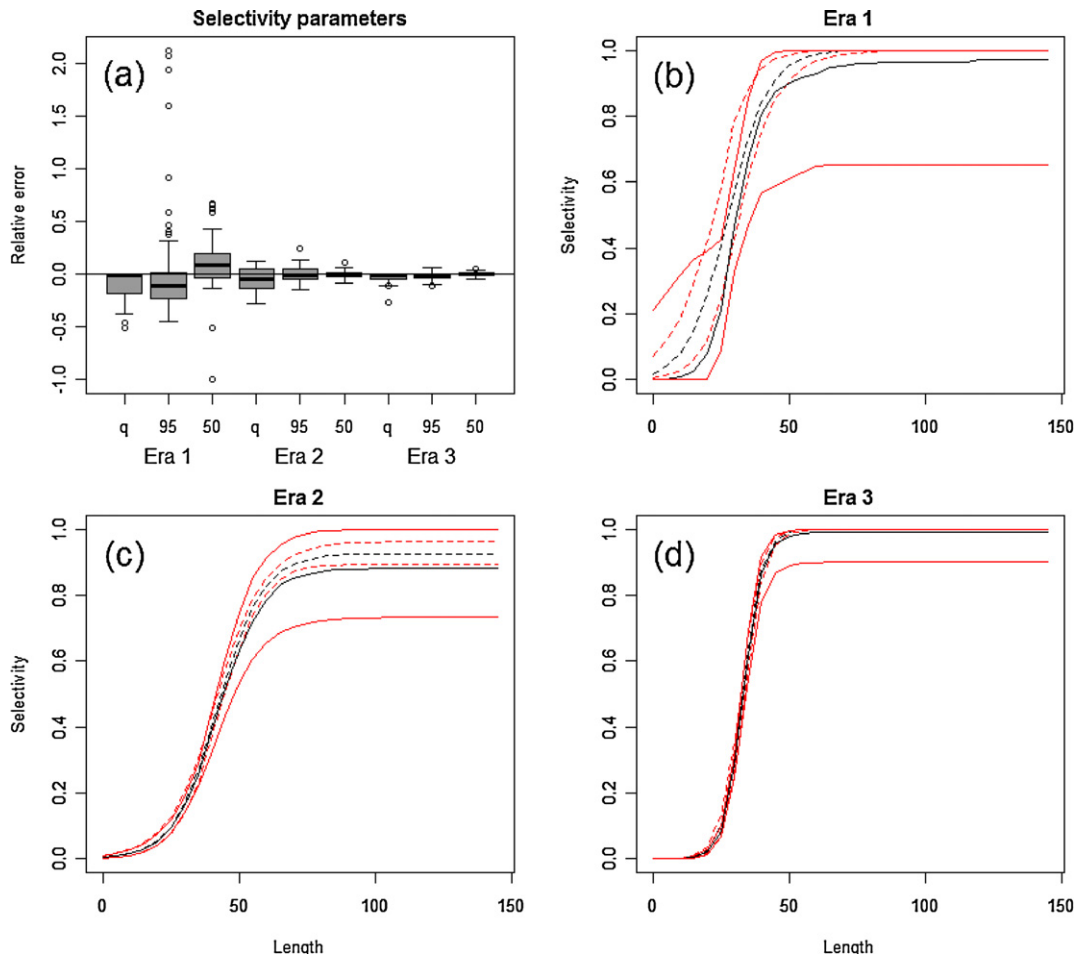 Selectivity parameters
(a)
Relative error
2.0
1.5
1.0
0.5
0.0
-0.5
-1.0
q 95 50 q 95 50 q 95 50
Era 1 Era 2 Era 3
Era 1
(b)
Selectivity
1.0
0.8
0.6
0.4
0.2
0.0
0 50 100 150
Era 2
(c)
Selectivity
1.0
0.8
0.6
0.4
0.2
0.0
0 50 100 150
Length
Era 3
(d)
1.0
0.8
0.6
0.4
0.2
0.0
0 50 100 150
Length